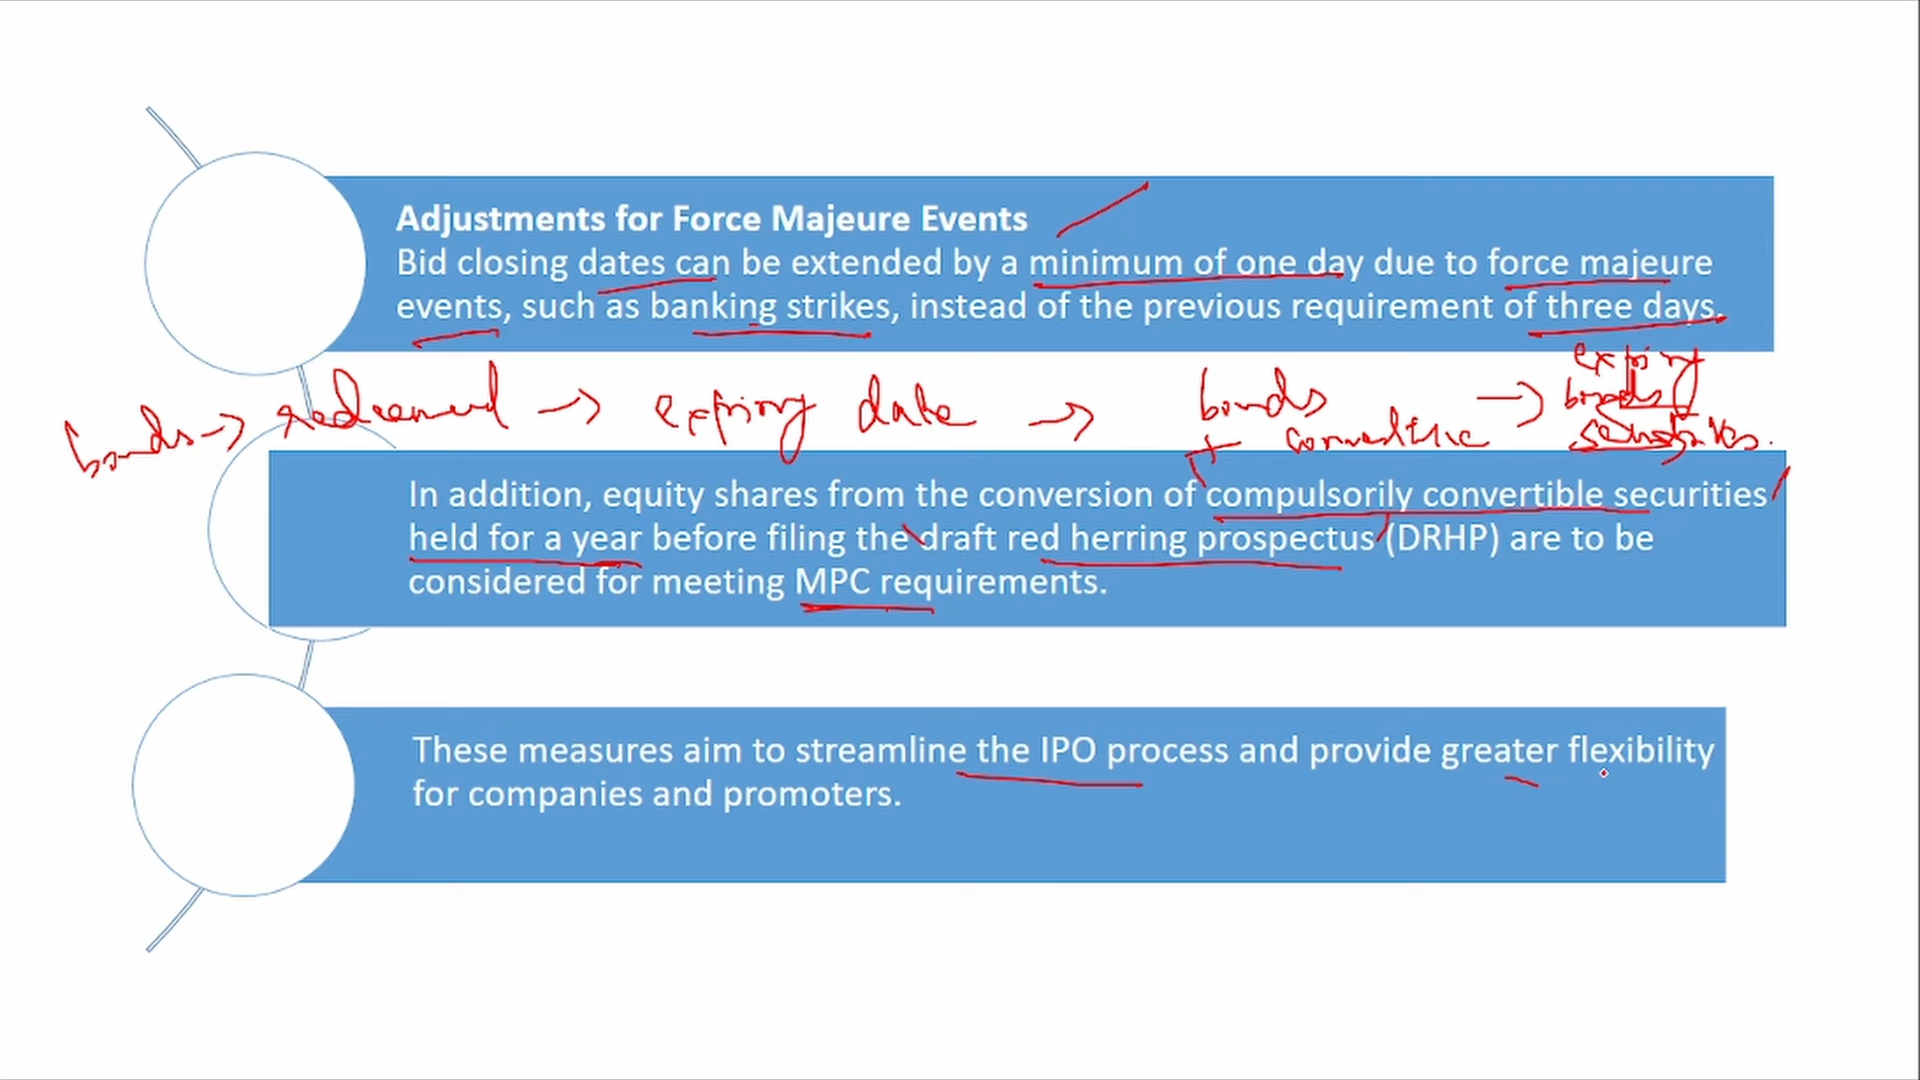 Adjustments for Force Majeure Events
Bid closing dates can be extended by a minimum of one day due to force majeure
events, such as banking strikes, instead of the previous requirement of three days.
bonds → redeemed → expiry date → bonds → expiry
bonds
+ convertible
In addition, equity shares from the conversion of compulsorily convertible securities
held for a year before filing the draft red herring prospectus (DRHP) are to be
considered for meeting MPC requirements.
These measures aim to streamline the IPO process and provide greater flexibility
for companies and promoters.